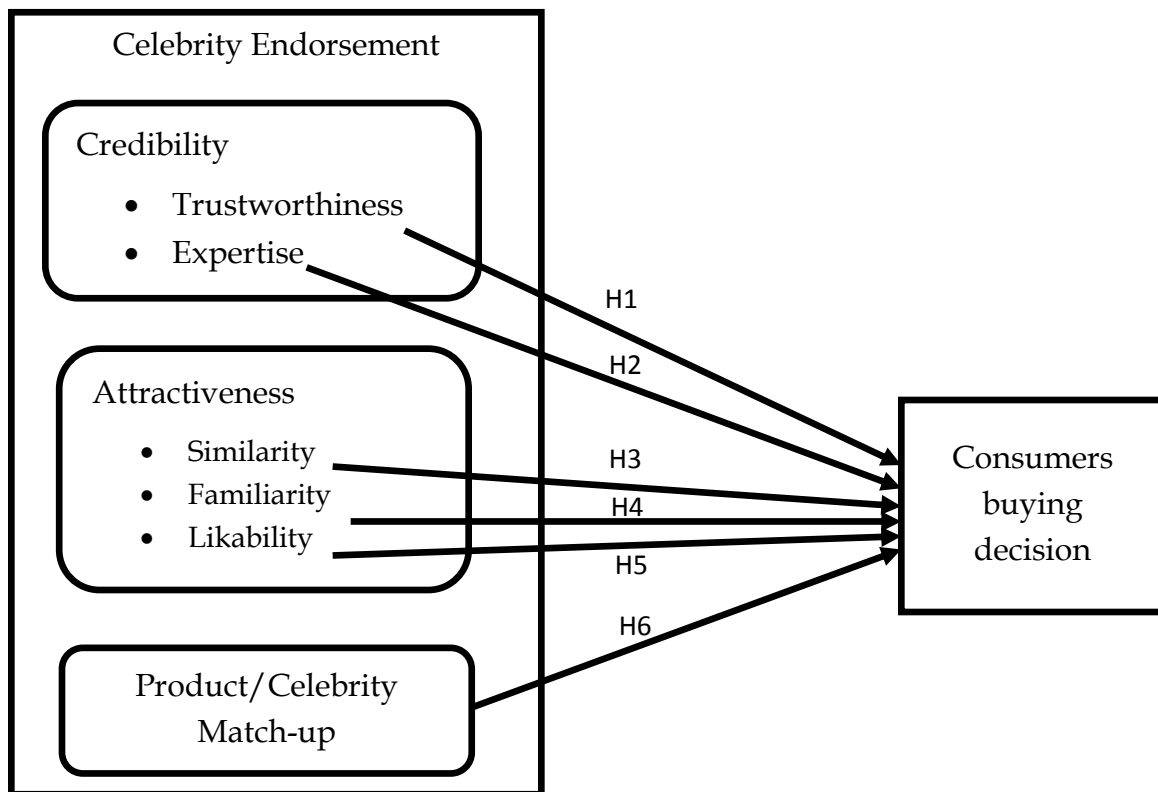 Celebrity Endorsement
Credibility
• Trustworthiness
• Expertise
H1
H2
Attractiveness
• Similarity
• Familiarity
• Likability
H3
H4
H5
Consumers
buying
decision
H6
Product/Celebrity
Match-up